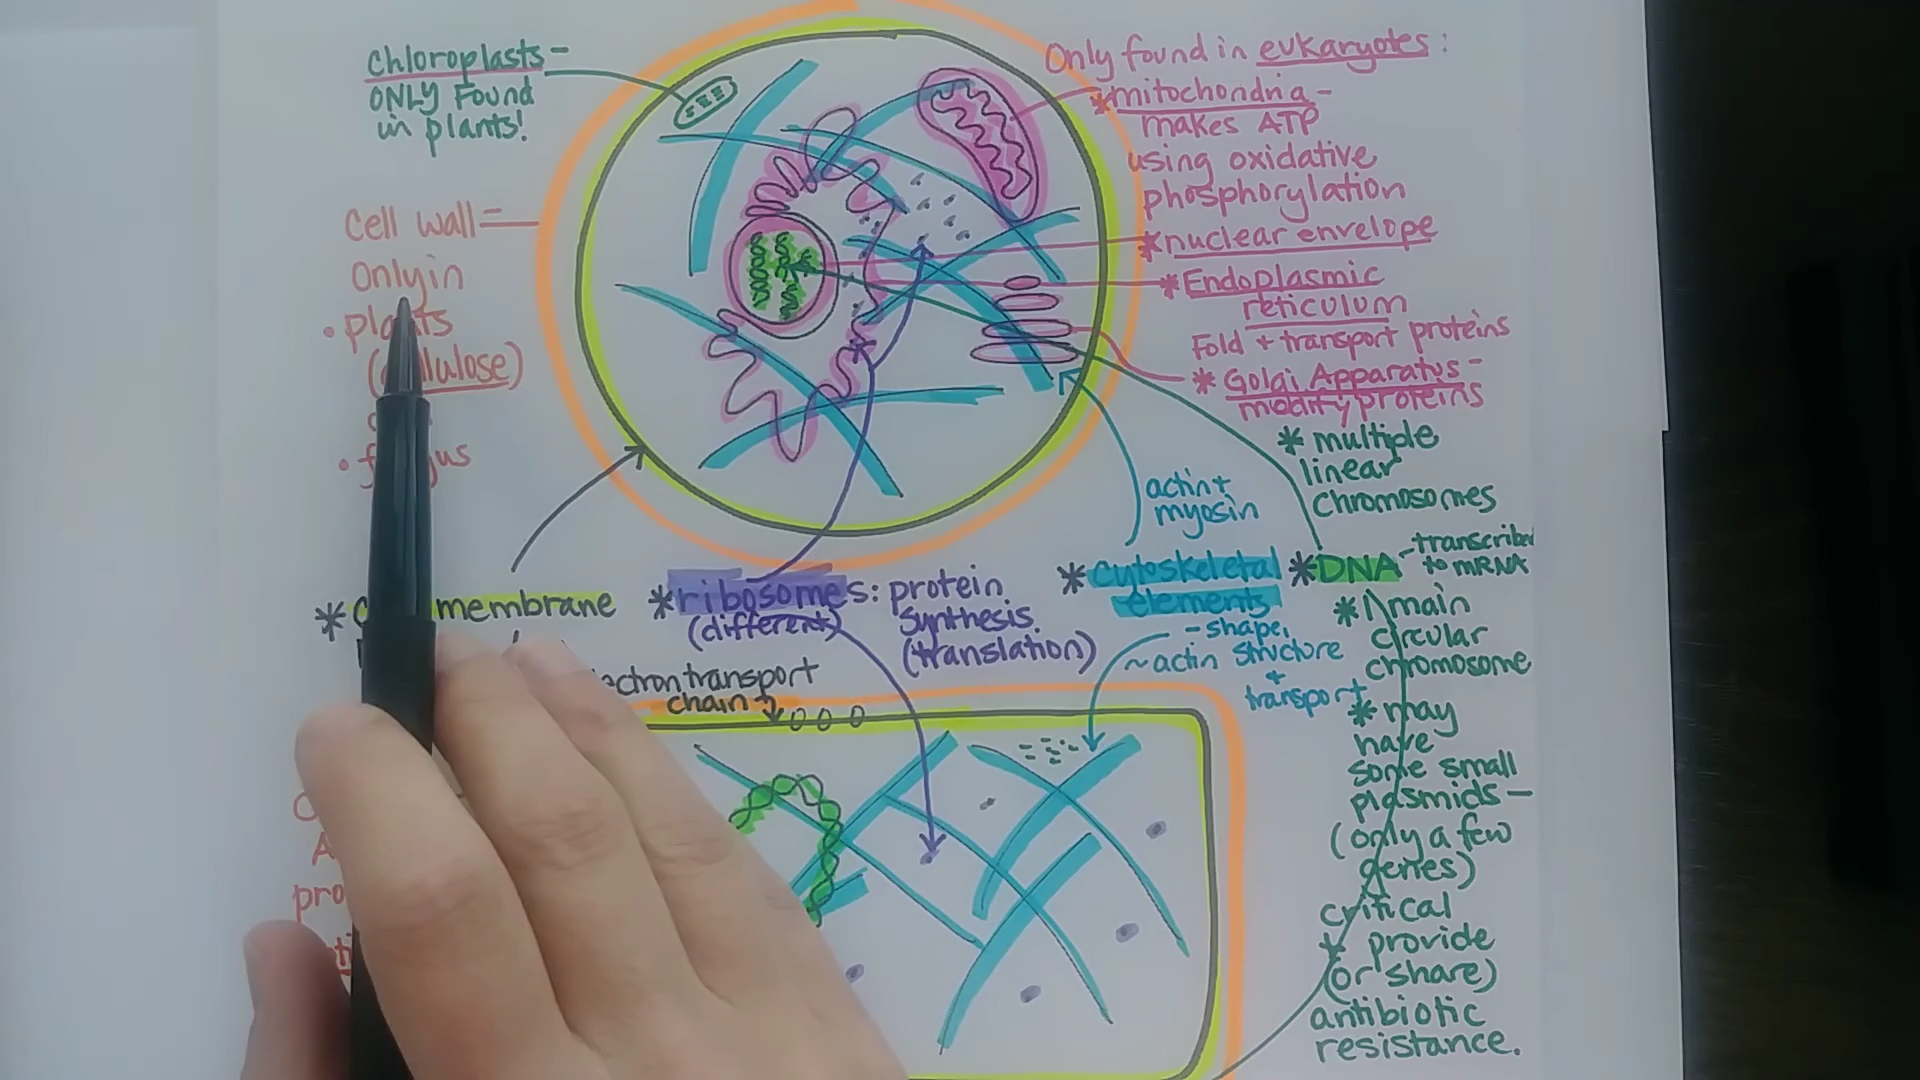 Chloroplasts-
ONLY Found
in plants!
Cell wall=
Only in
• plants
(cellulose)
•
Only found in eukaryotes:
*mitochondria-
makes ATP
using oxidative
phosphorylation
*nuclear envelope
*Endoplasmic
reticulum
Fold + transport proteins
* Golgi Apparatus-
modify proteins
* multiple
linear
chromosomes
actin +
myosin
* membrane
*ribosomes: protein
(different) synthesis
(translation)
*cytoskeletal
elements
- shape,
~actin structure
+
transport
*DNA -transcribed
to mRNA
* 1 main
circular
chromosome
* may
have
some small
plasmids-
(only a few
genes)
critical
provide
(or share)
antibiotic
resistance.
transport
chain